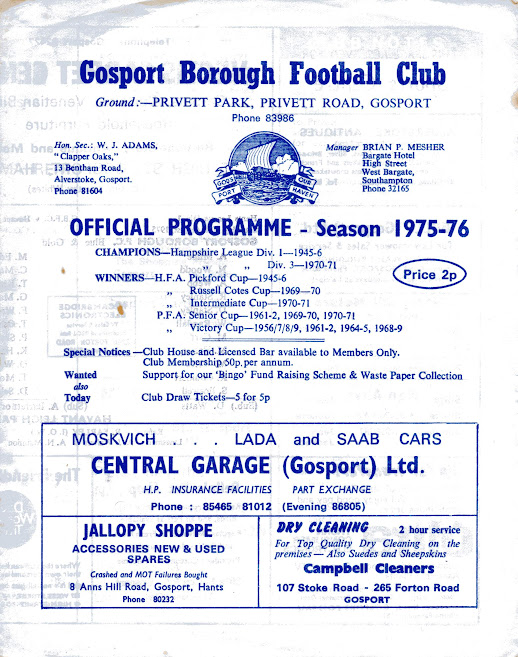 Gosport Borough Football Club
Ground:—PRIVETT PARK, PRIVETT ROAD, GOSPORT
Phone 83986
Hon. Sec.: W. J. ADAMS,
"Clapper Oaks,"
13 Bentham Road,
Alverstoke, Gosport.
Phone 81604
GOD'S PORT OUR HAVEN
Manager BRIAN P. MESHER
Bargate Hotel
High Street
West Bargate,
Southampton
Phone 32165
OFFICIAL PROGRAMME - Season 1975-76
CHAMPIONS—Hampshire League Div. 1—1945-6
„ „ Div. 3—1970-71
WINNERS—H.F.A. Pickford Cup—1945-6
„ Russell Cotes Cup—1969—70
„ Intermediate Cup—1970-71
P.F.A. Senior Cup—1961-2, 1969-70, 1970-71
„ Victory Cup—1956/7/8/9, 1961-2, 1964-5, 1968-9
Price 2p
Special Notices—Club House and Licensed Bar available to Members Only.
Club Membership 50p, per annum.
Wanted Support for our 'Bingo' Fund Raising Scheme & Waste Paper Collection
also
Today Club Draw Tickets—5 for 5p
MOSKVICH . . . LADA and SAAB CARS
CENTRAL GARAGE (Gosport) Ltd.
H.P. INSURANCE FACILITIES PART EXCHANGE
Phone : 85465 81012 (Evening 86805)
JALLOPY SHOPPE
ACCESSORIES NEW & USED
SPARES
Crashed and MOT Failures Bought
8 Anns Hill Road, Gosport, Hants
Phone 80232
DRY CLEANING 2 hour service
For Top Quality Dry Cleaning on the
premises — Also Suedes and Sheepskins
Campbell Cleaners
107 Stoke Road - 265 Forton Road
GOSPORT